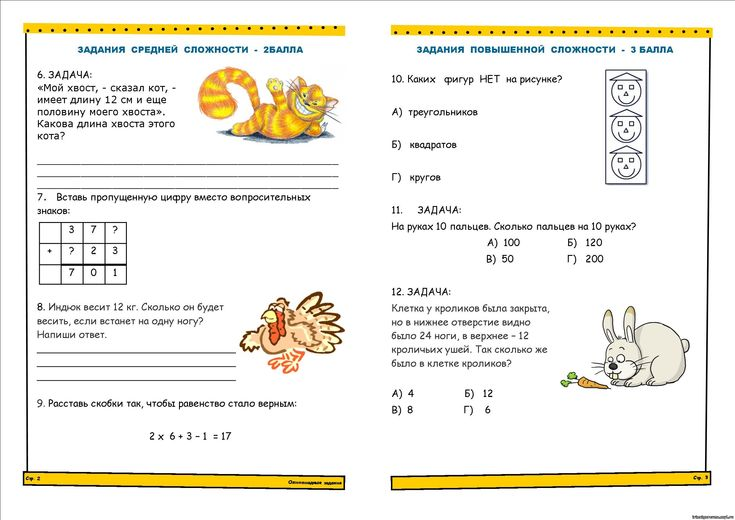 ЗАДАНИЯ СРЕДНЕЙ СЛОЖНОСТИ - 2БАЛЛА
6. ЗАДАЧА:
«Мой хвост, - сказал кот, -
имеет длину 12 см и еще
половину моего хвоста».
Какова длина хвоста этого
кота?
7. Вставь пропущенную цифру вместо вопросительных
знаков:
3 7 ?
+ ? 2 3
7 0 1
8. Индюк весит 12 кг. Сколько он будет
весить, если встанет на одну ногу?
Напиши ответ.
9. Расставь скобки так, чтобы равенство стало верным:
2 х 6 + 3 – 1 = 17
Стр. 2 Олимпиадные задания
ЗАДАНИЯ ПОВЫШЕННОЙ СЛОЖНОСТИ - 3 БАЛЛА
10. Каких фигур НЕТ на рисунке?
А) треугольников
Б) квадратов
Г) кругов
11. ЗАДАЧА:
На руках 10 пальцев. Сколько пальцев на 10 руках?
А) 100 Б) 120
В) 50 Г) 200
12. ЗАДАЧА:
Клетка у кроликов была закрыта,
но в нижнее отверстие видно
было 24 ноги, в верхнее – 12
кроличьих ушей. Так сколько же
было в клетке кроликов?
А) 4 Б) 12
В) 8 Г) 6
Стр. 3